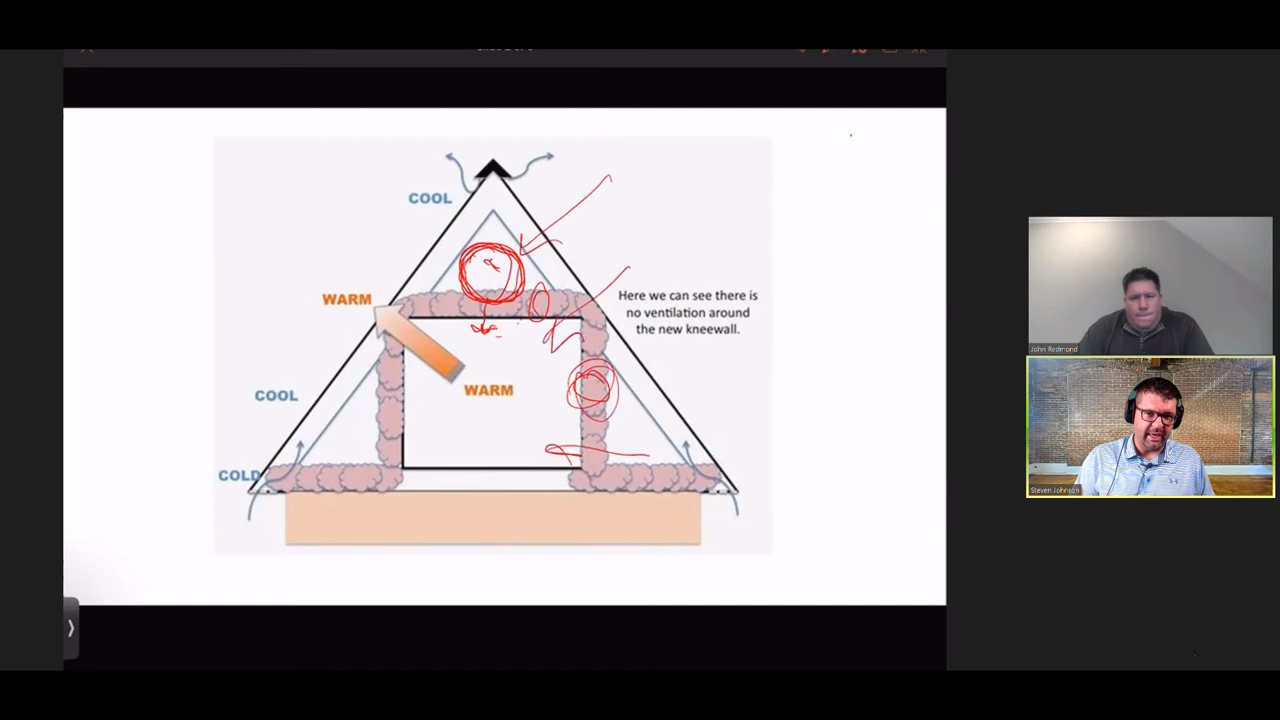 COOL
WARM
Here we can see there is
no ventilation around
the new kneewall.
WARM
COOL
COLD
John Redmond
Steven Johnson